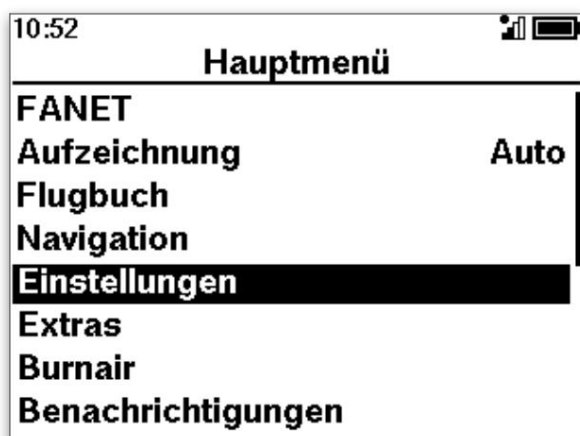 10:52
Hauptmenü
FANET
Aufzeichnung Auto
Flugbuch
Navigation
Einstellungen
Extras
Burnair
Benachrichtigungen